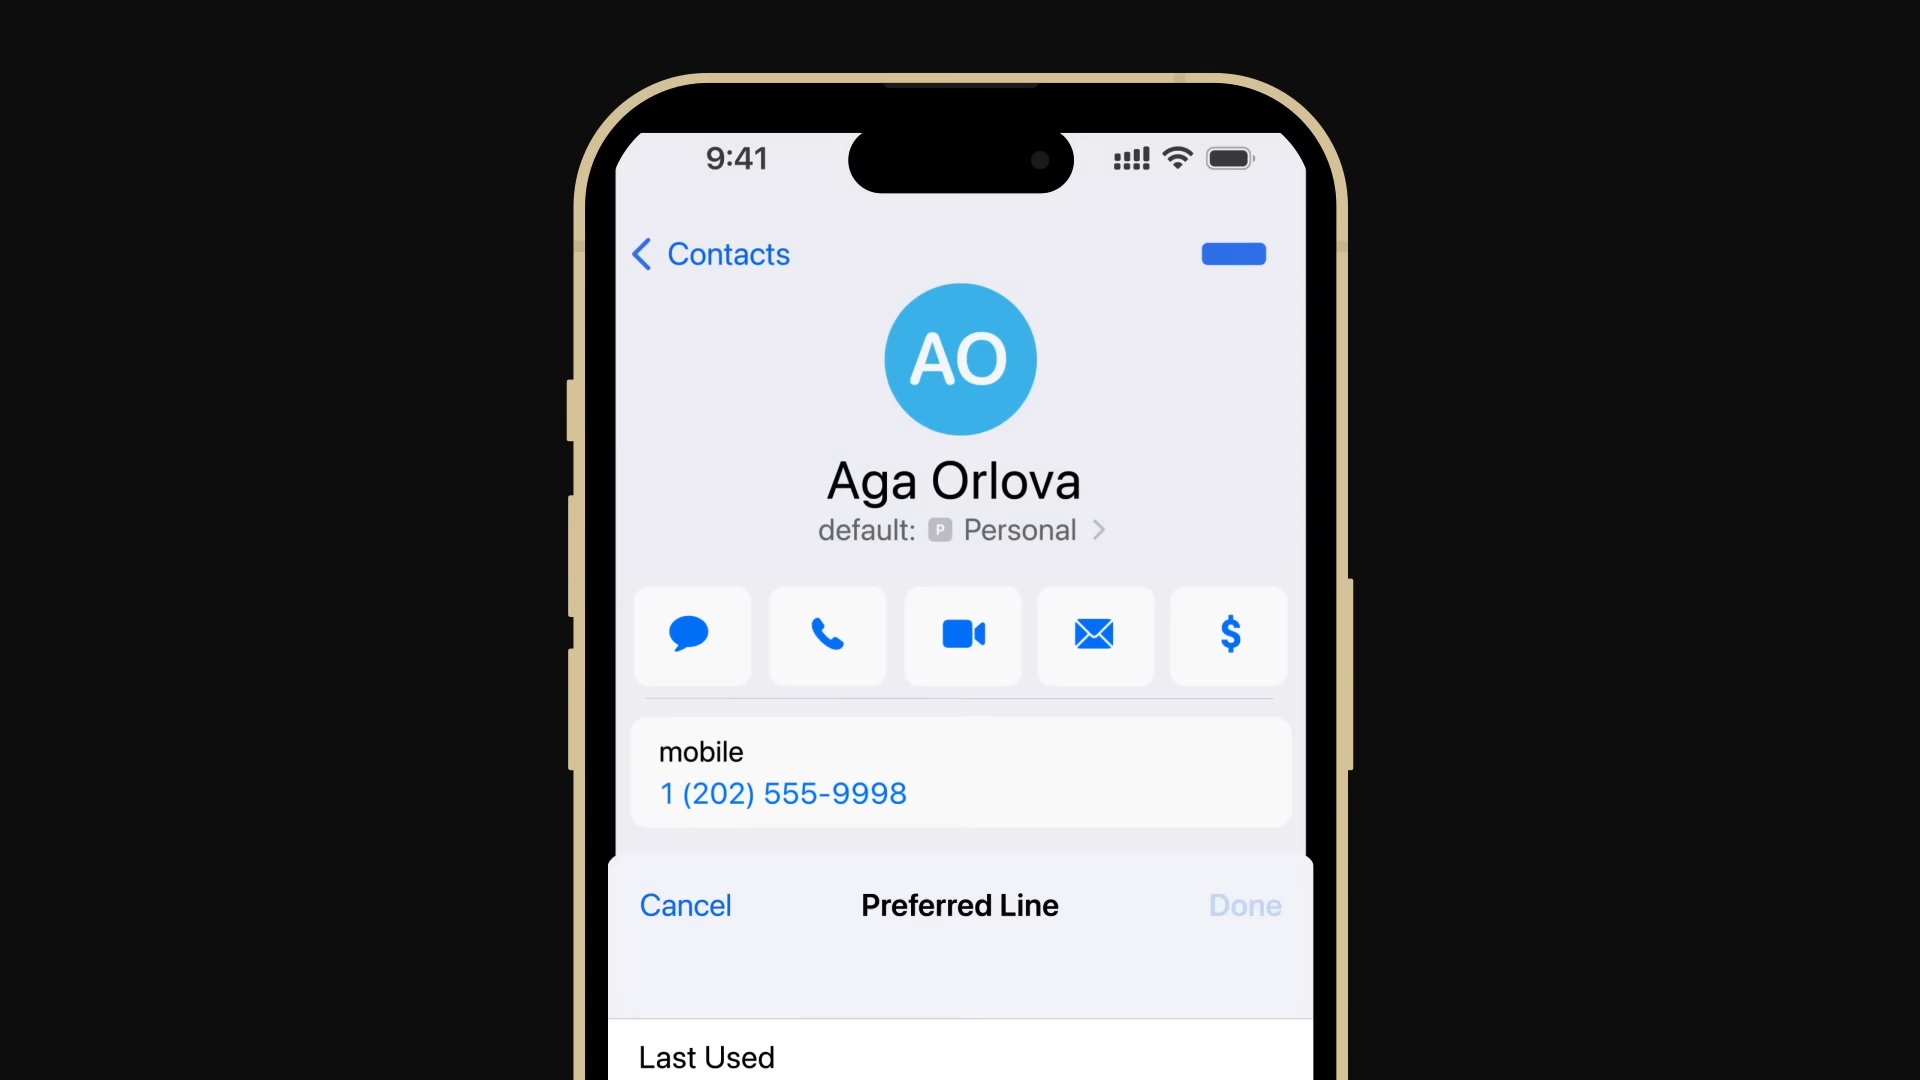 9:41
Contacts
AO
Aga Orlova
default: P Personal
$
mobile
1 (202) 555-9998
Cancel Preferred Line Done
Last Used